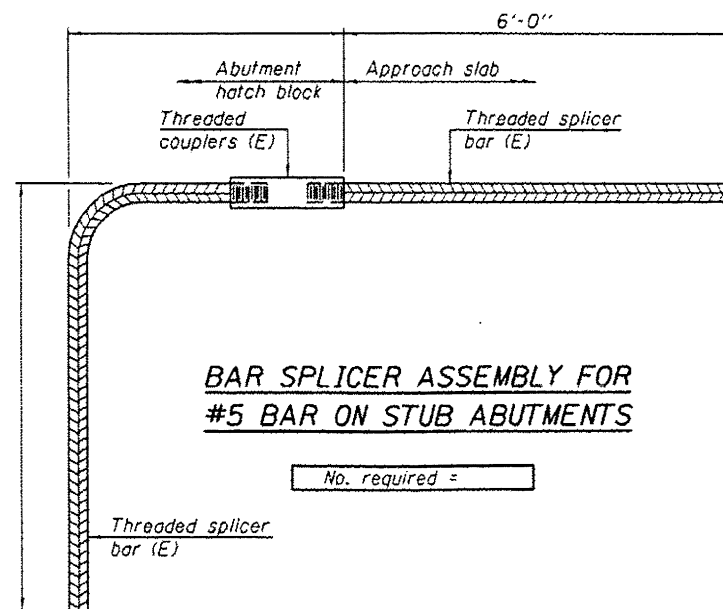 6'-0"
Abutment
hatch block
Approach slab
Threaded
couplers (E)
Threaded splicer
bar (E)
BAR SPLICER ASSEMBLY FOR
#5 BAR ON STUB ABUTMENTS
No. required =
Threaded splicer
bar (E)